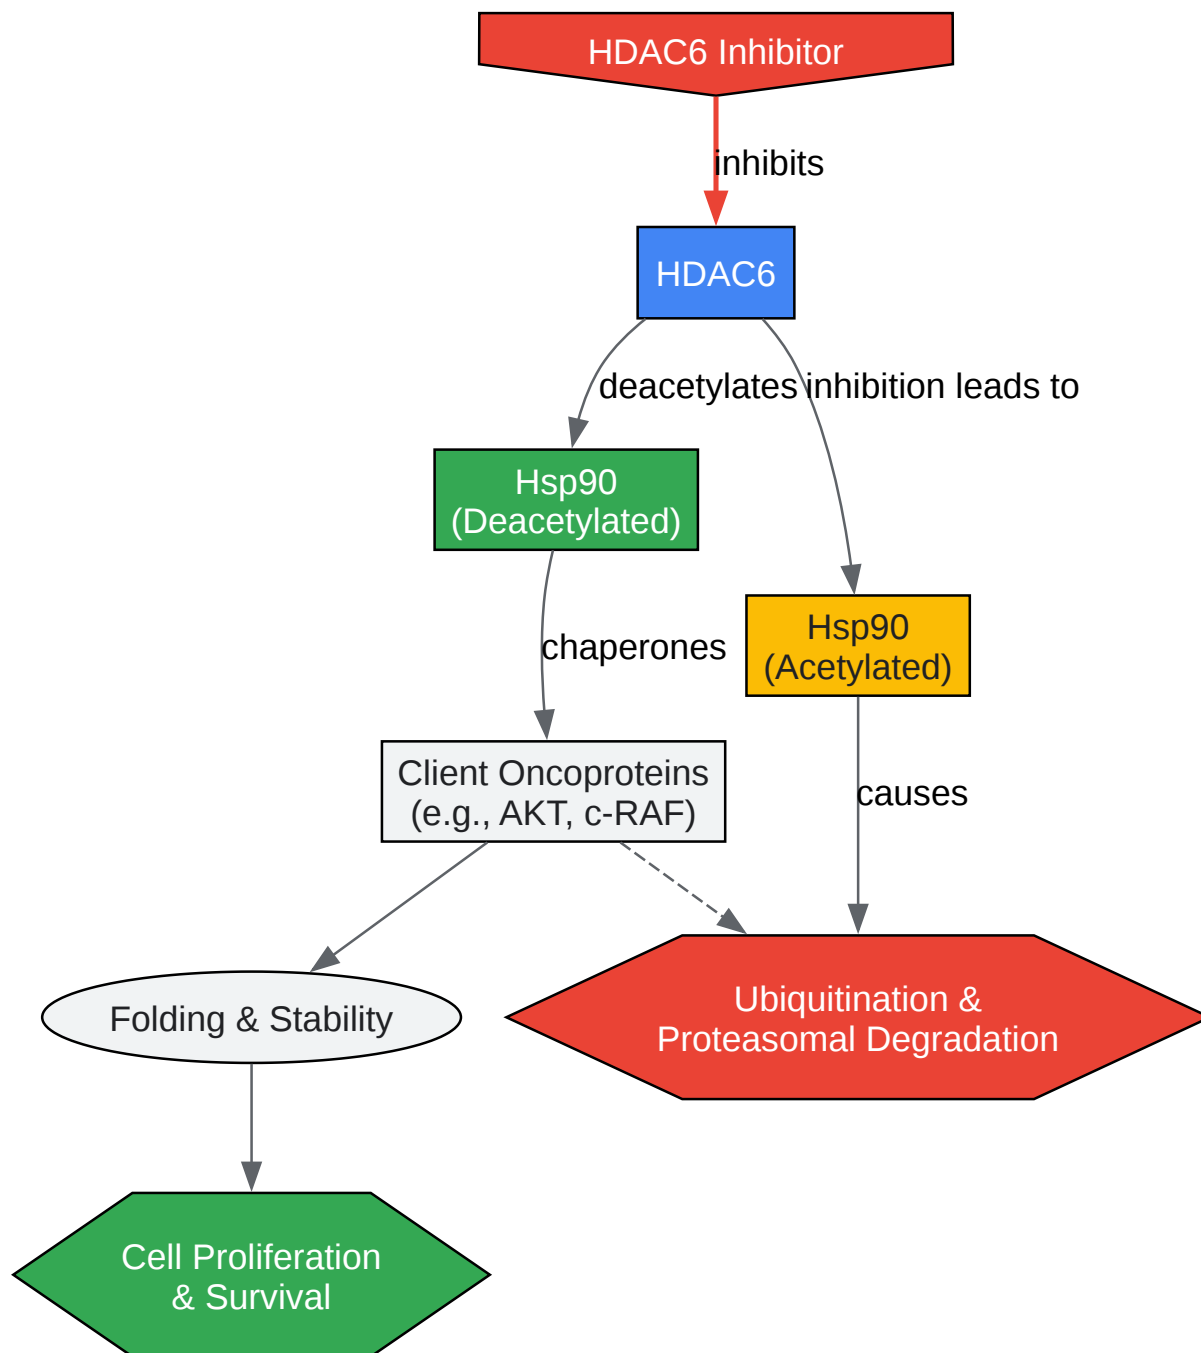 HDAC6 Inhibitor
inhibits
HDAC6
deacetylates
inhibition leads to
Hsp90
(Deacetylated)
chaperones
Hsp90
(Acetylated)
Client Oncoproteins
(e.g., AKT, c-RAF)
causes
Folding & Stability
Ubiquitination &
Proteasomal Degradation
Cell Proliferation
& Survival